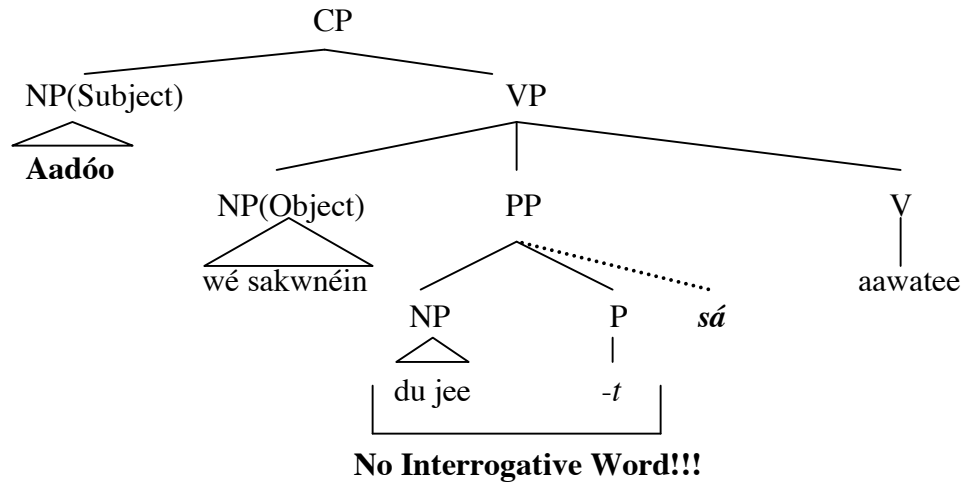 CP
NP(Subject) VP
Aadóo
NP(Object) PP V
wé sakwnéin aawatee
NP P sá
du jee -t
No Interrogative Word!!!